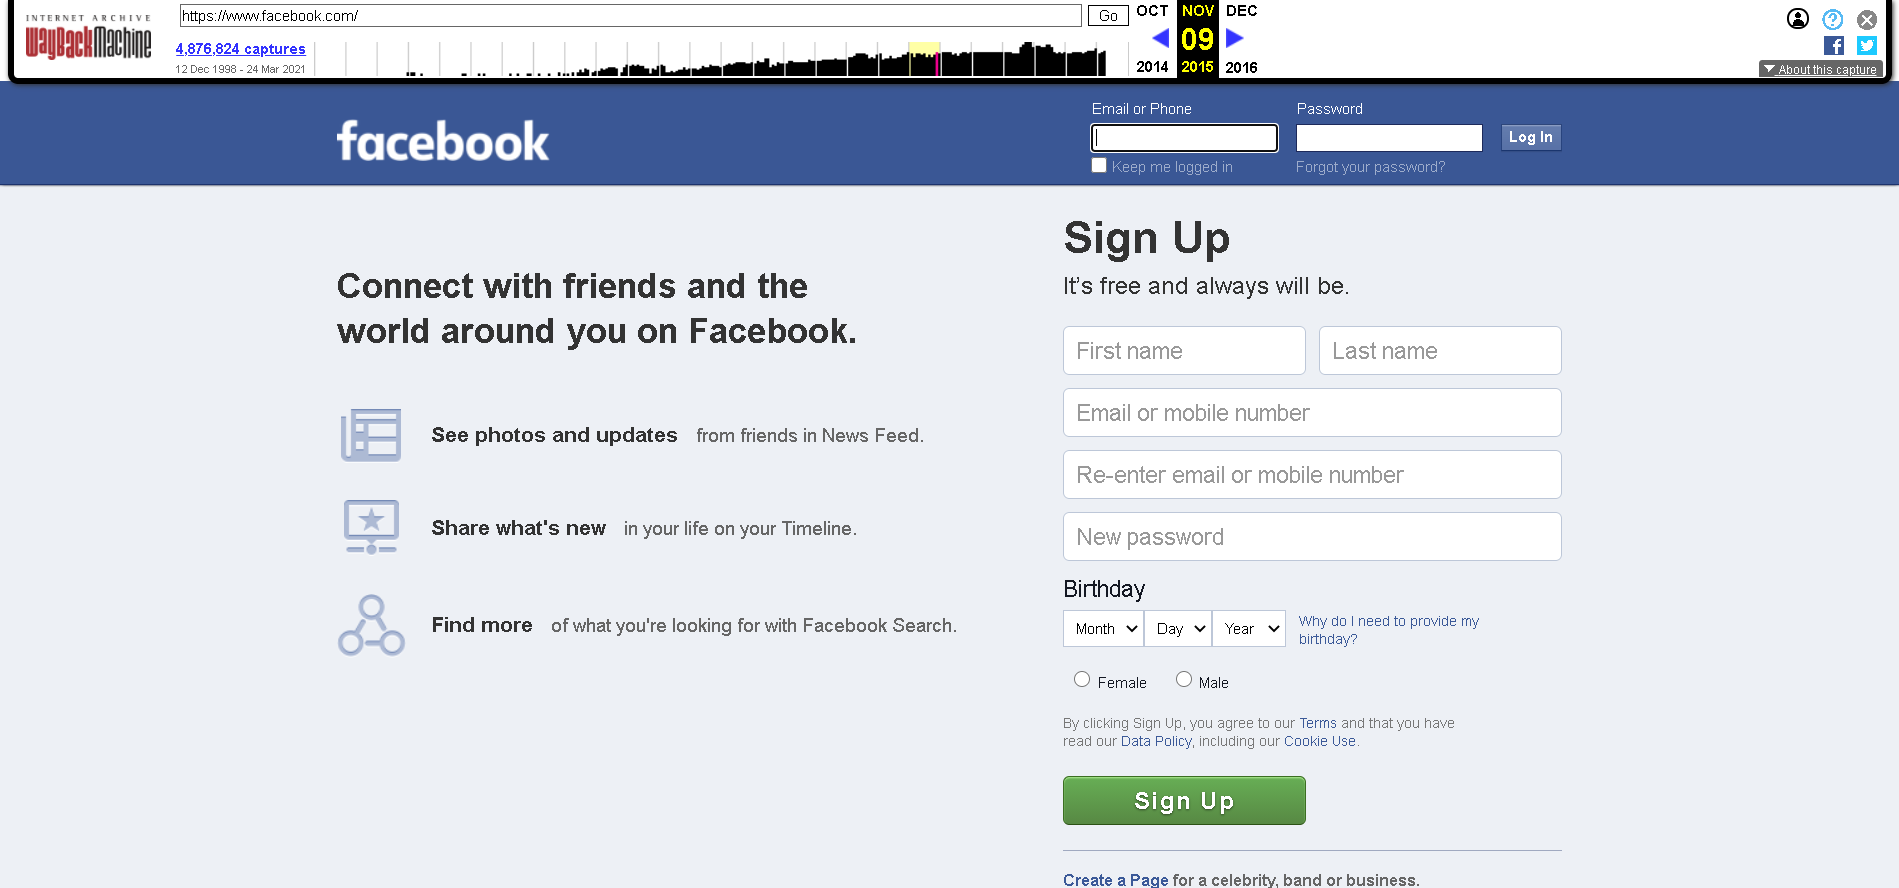 INTERNET ARCHIVE
WayBackMachine
https://www.facebook.com/
Go
4,876,824 captures
12 Dec 1998 - 24 Mar 2021
OCT NOV DEC
09
2014 2015 2016
About this capture
facebook
Email or Phone
Password
Log In
Keep me logged in
Forgot your password?
Connect with friends and the
world around you on Facebook.
See photos and updates from friends in News Feed.
Share what's new in your life on your Timeline.
Find more of what you're looking for with Facebook Search.
Sign Up
It's free and always will be.
First name
Last name
Email or mobile number
Re-enter email or mobile number
New password
Birthday
Month Day Year
Why do I need to provide my
birthday?
Female Male
By clicking Sign Up, you agree to our Terms and that you have
read our Data Policy, including our Cookie Use.
Sign Up
Create a Page for a celebrity, band or business.